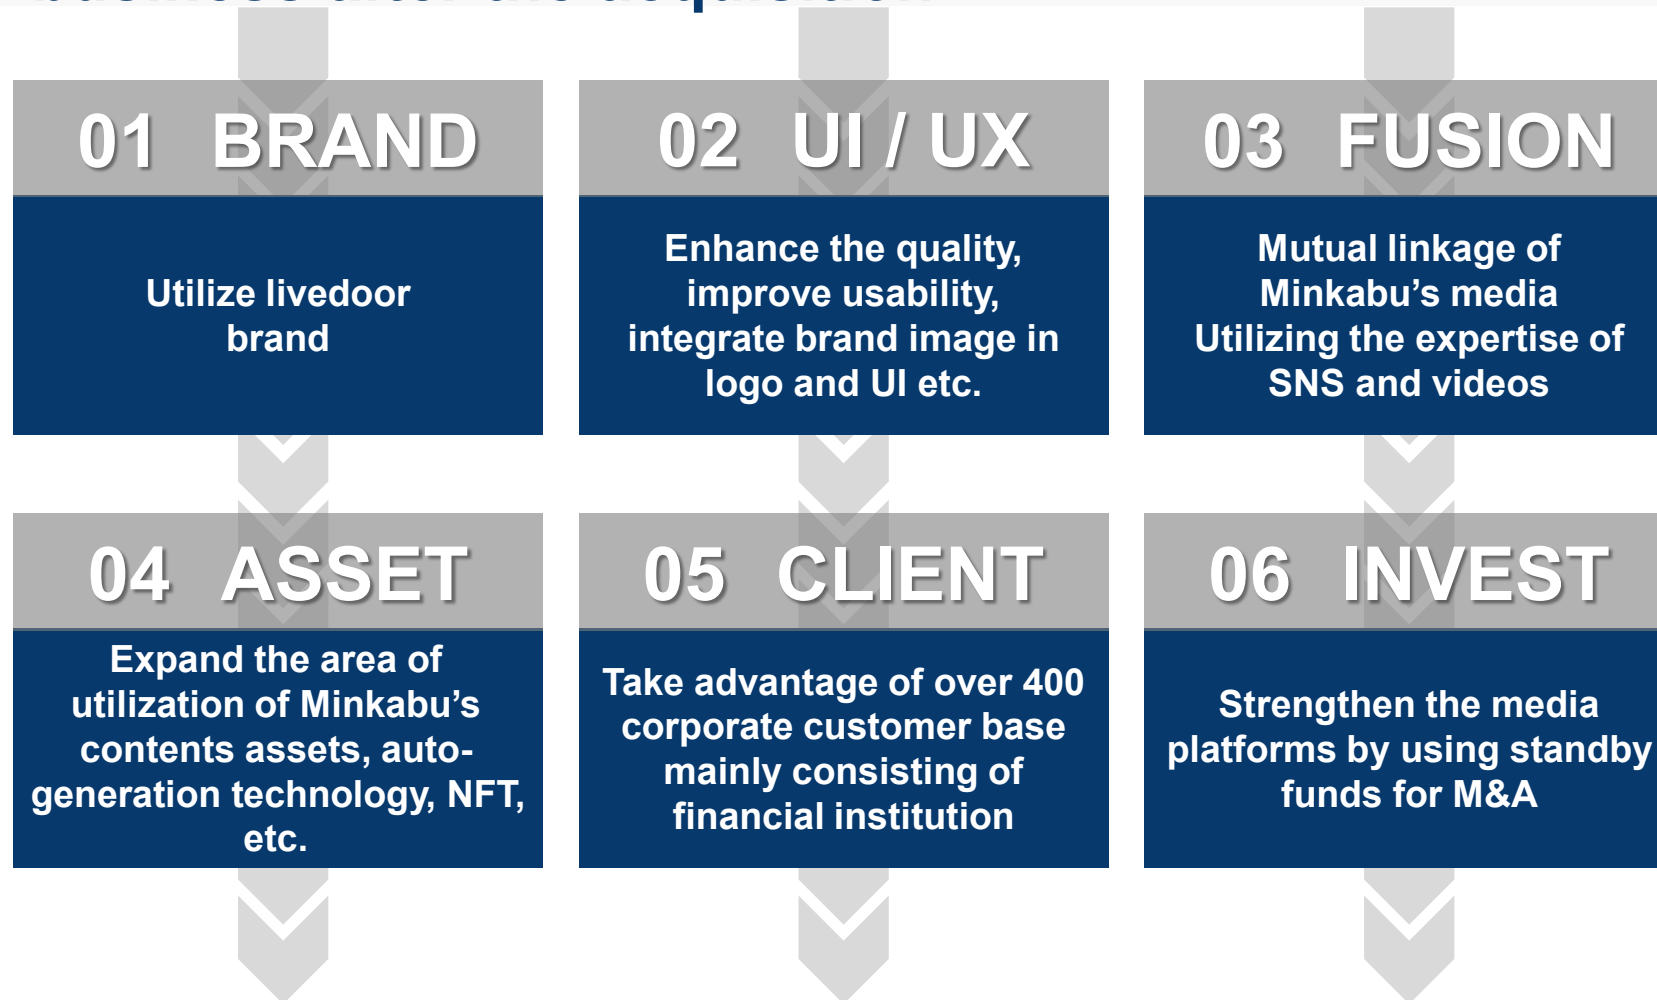 business after the acquisition
01 BRAND
Utilize livedoor
brand
02 UI / UX
Enhance the quality,
improve usability,
integrate brand image in
logo and UI etc.
03 FUSION
Mutual linkage of
Minkabu’s media
Utilizing the expertise of
SNS and videos
04 ASSET
Expand the area of
utilization of Minkabu’s
contents assets, auto-
generation technology, NFT,
etc.
05 CLIENT
Take advantage of over 400
corporate customer base
mainly consisting of
financial institution
06 INVEST
Strengthen the media
platforms by using standby
funds for M&A